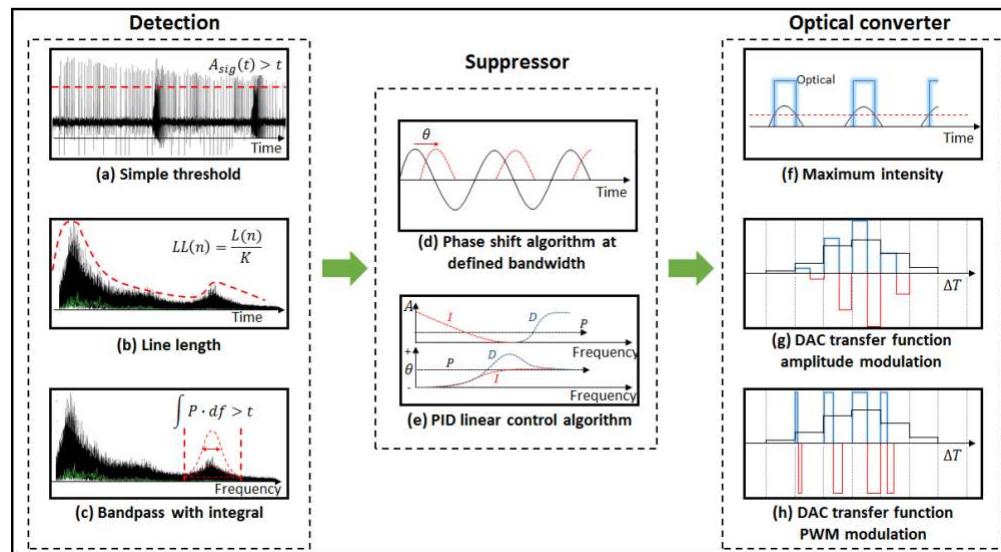 Detection
A_sig(t) > t
Time
(a) Simple threshold
LL(n) = L(n)/K
Time
(b) Line length
∫ P · df > t
Frequency
(c) Bandpass with integral
Suppressor
θ
Time
(d) Phase shift algorithm at
defined bandwidth
A
I
D
P
Frequency
+
θ
-
P
D
I
Frequency
(e) PID linear control algorithm
Optical converter
Optical
Time
(f) Maximum intensity
ΔT
(g) DAC transfer function
amplitude modulation
ΔT
(h) DAC transfer function
PWM modulation